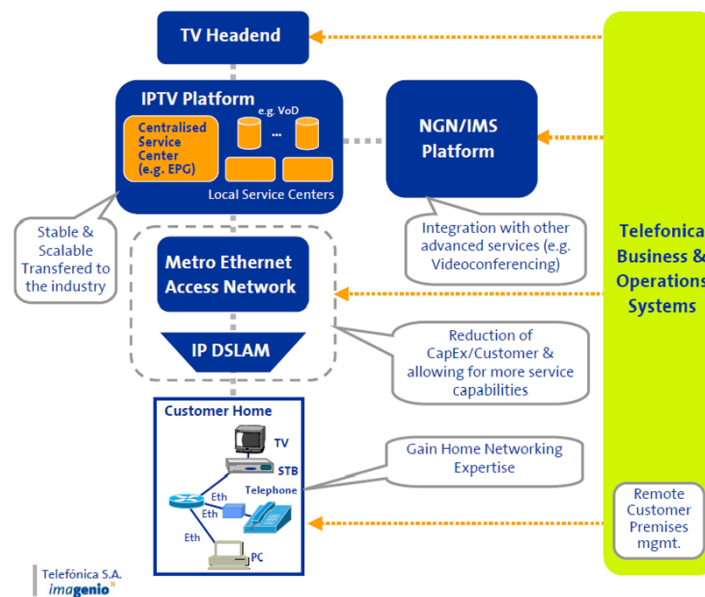 TV Headend
IPTV Platform
e.g. VoD
...
Centralised
Service
Center
(e.g. EPG)
Local Service Centers
NGN/IMS
Platform
Stable &
Scalable
Transfered to
the industry
Integration with other
advanced services (e.g.
Videoconferencing)
Telefonica
Business &
Operations
Systems
Metro Ethernet
Access Network
IP DSLAM
Reduction of
CapEx/Customer &
allowing for more service
capabilities
Customer Home
TV
STB
Eth
Telephone
Eth
Eth
PC
Gain Home Networking
Expertise
Remote
Customer
Premises
mgmt.
Telefónica S.A.
imagenio